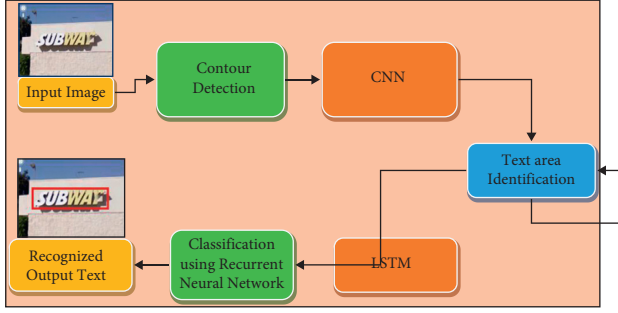 SUBWAY
Input Image
Contour
Detection
CNN
Text area
Identification
SUBWAY
Recognized
Output Text
Classification
using Recurrent
Neural Network
LSTM